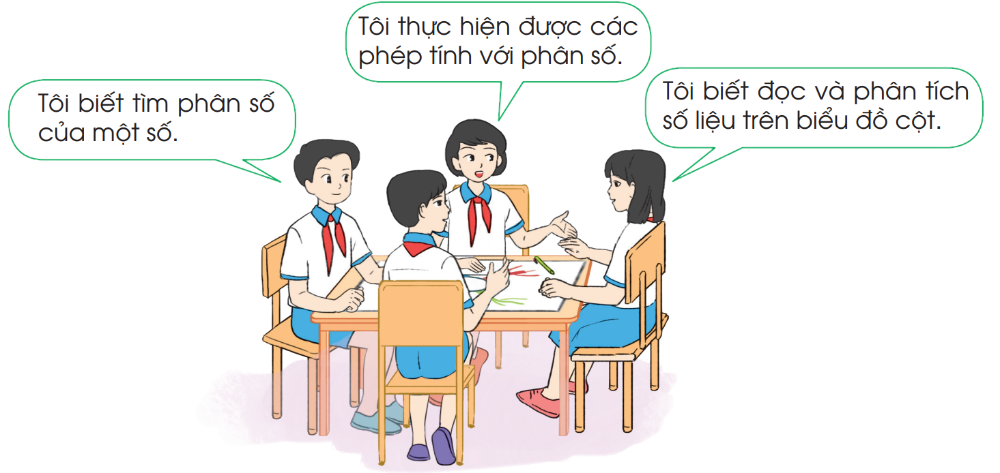 Tôi thực hiện được các
phép tính với phân số.
Tôi biết tìm phân số
của một số.
Tôi biết đọc và phân tích
số liệu trên biểu đồ cột.